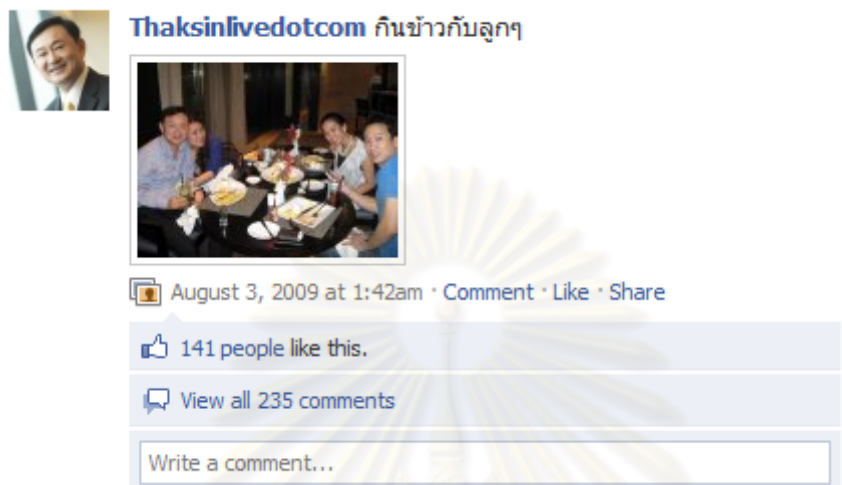 Thaksinlivedotcom กินข้าวกับลูกๆ
August 3, 2009 at 1:42am · Comment · Like · Share
141 people like this.
View all 235 comments
Write a comment...